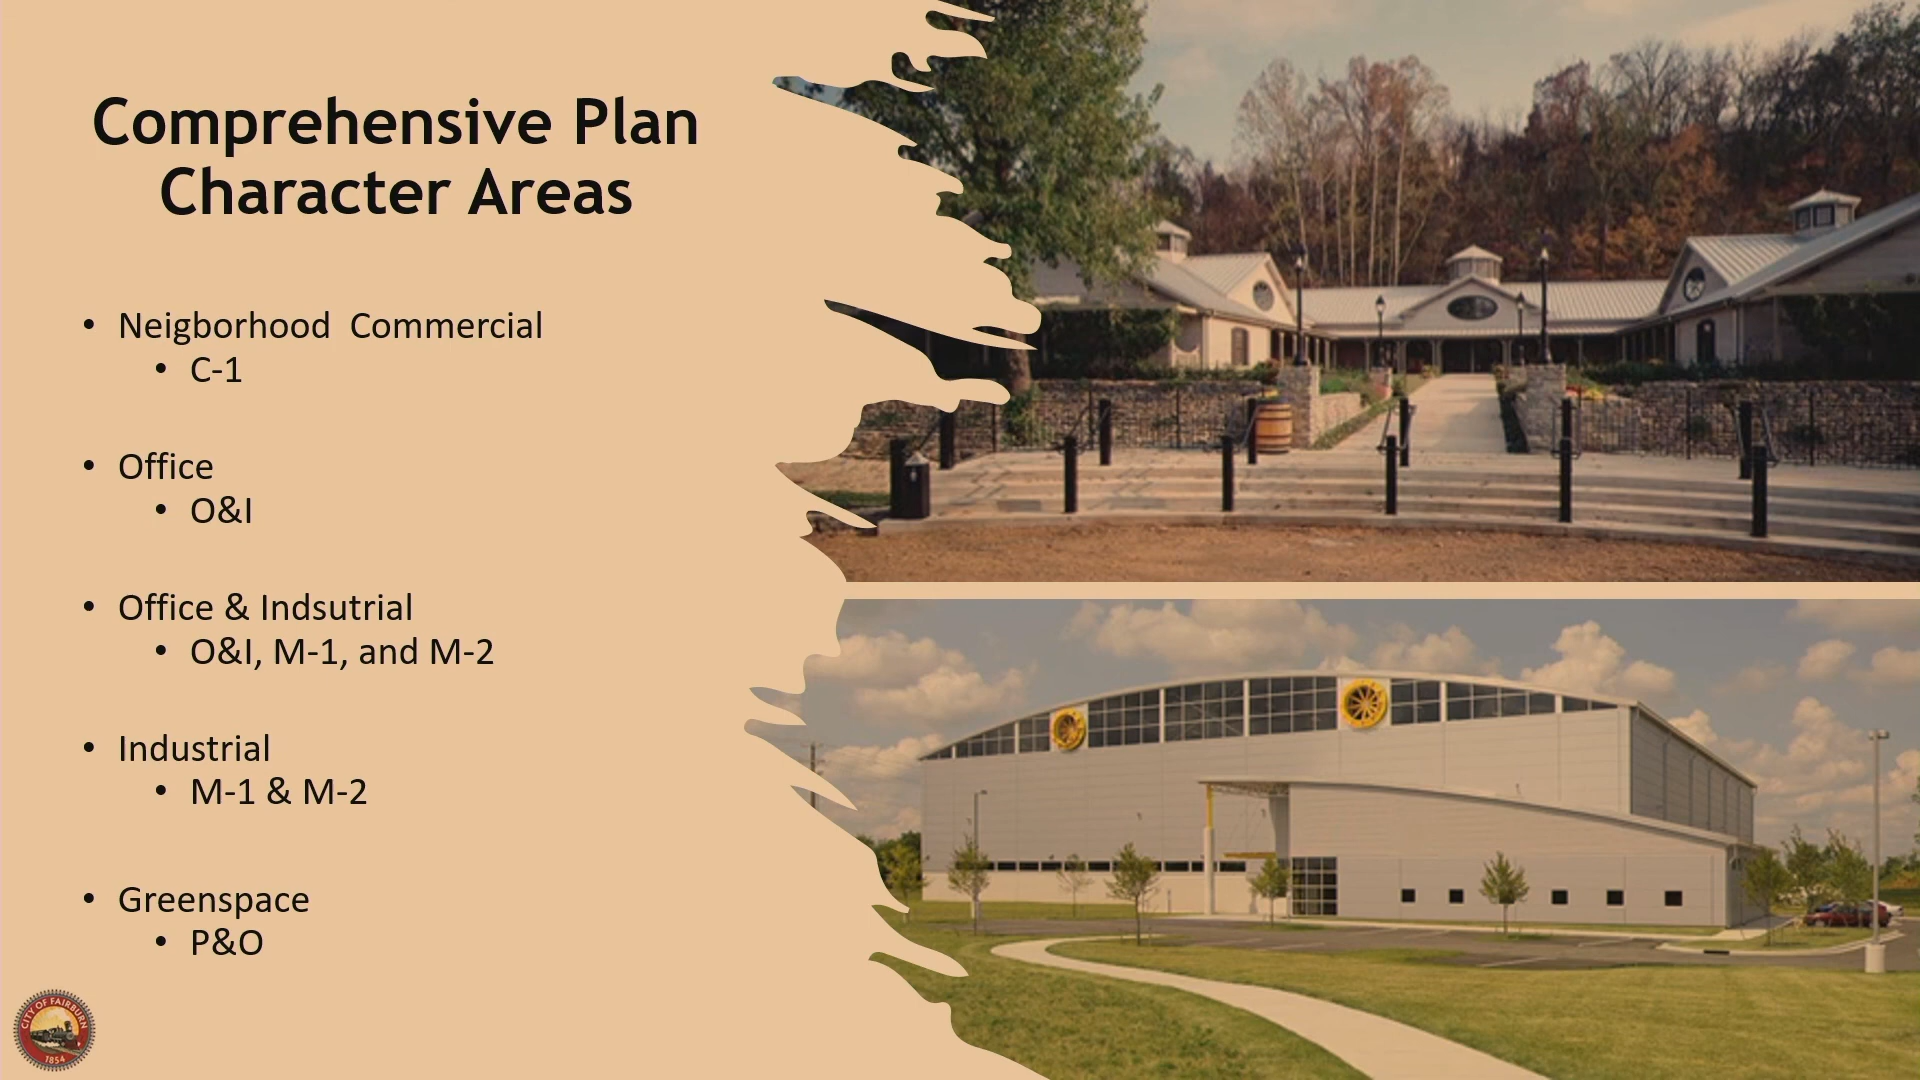 Comprehensive Plan
Character Areas
• Neigborhood  Commercial
• C-1
• Office
• O&I
• Office & Indsutrial
• O&I, M-1, and M-2
• Industrial
• M-1 & M-2
• Greenspace
• P&O
CITY OF FAIRBURN
1854